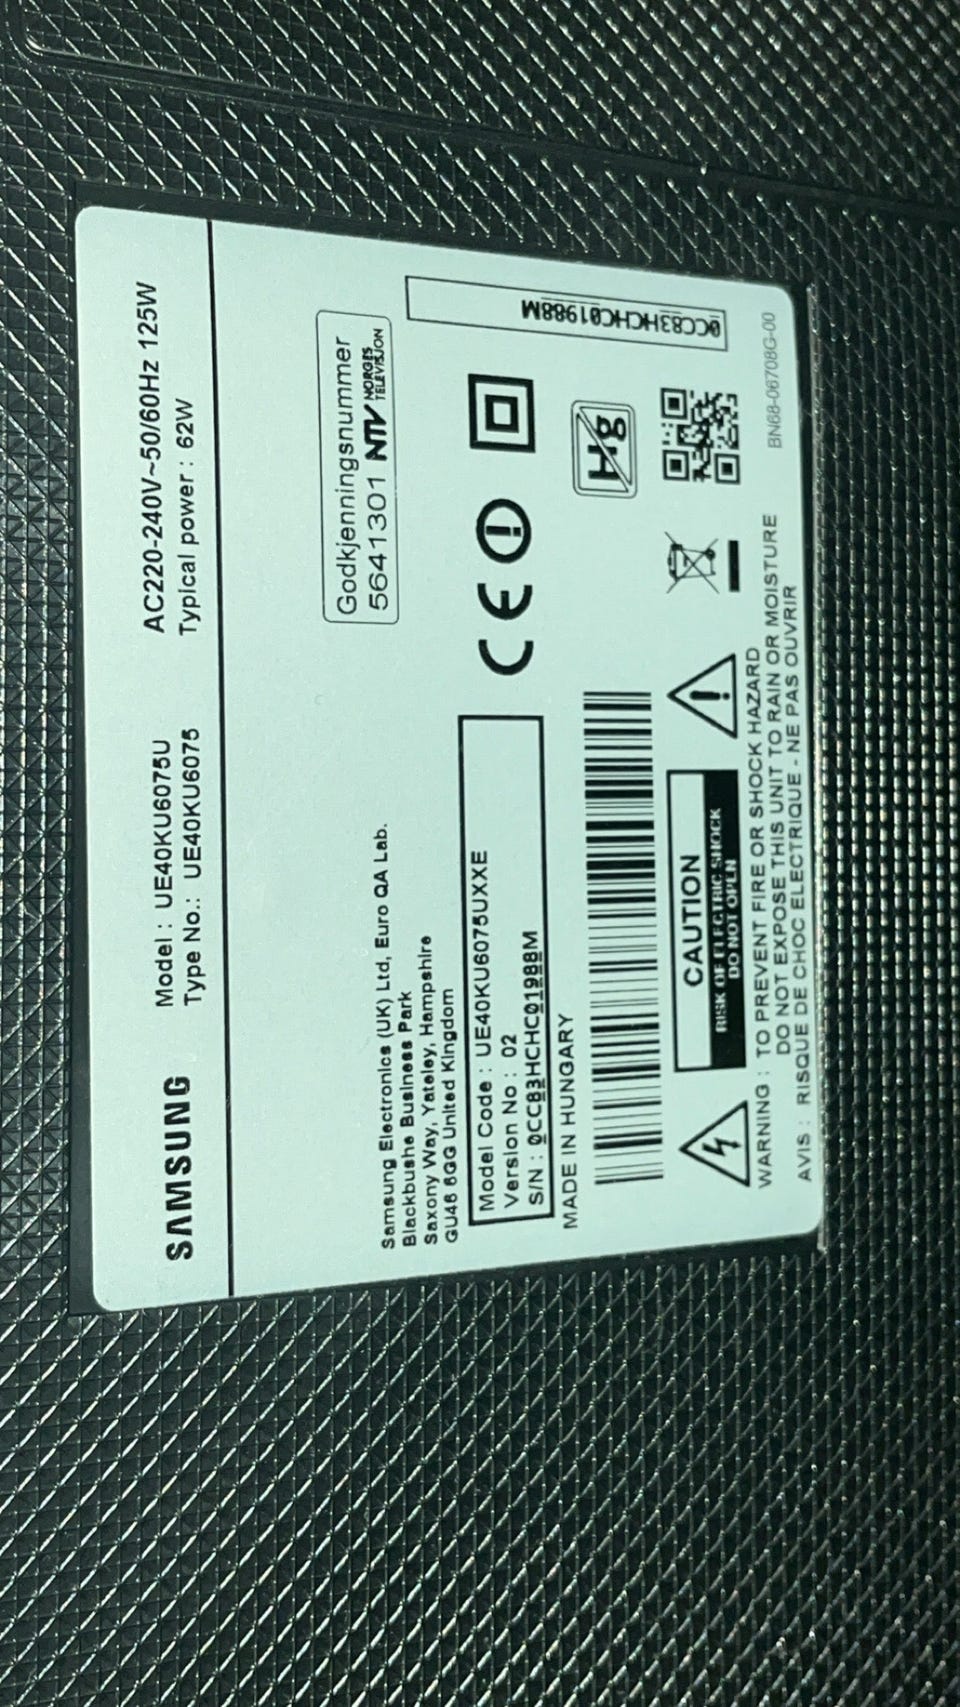 SAMSUNG
Model : UE40KU6075U
Type No.: UE40KU6075
AC220-240V~50/60Hz 125W
Typical power : 62W
Godkjenningsnummer
5641301 NTV NORGES TELEVISJON
Samsung Electronics (UK) Ltd, Euro QA Lab.
Blackbushe Business Park
Saxony Way, Yateley, Hampshire
GU46 6GG United Kingdom
Model Code : UE40KU6075UXXE
Version No : 02
S/N : 0CC83HCHC01988M
MADE IN HUNGARY
CE
Hg
0CC83HCHC01988M
CAUTION
RISK OF ELECTRIC SHOCK
DO NOT OPEN
WARNING : TO PREVENT FIRE OR SHOCK HAZARD
DO NOT EXPOSE THIS UNIT TO RAIN OR MOISTURE
AVIS : RISQUE DE CHOC ELECTRIQUE - NE PAS OUVRIR
BN68-06708G-00